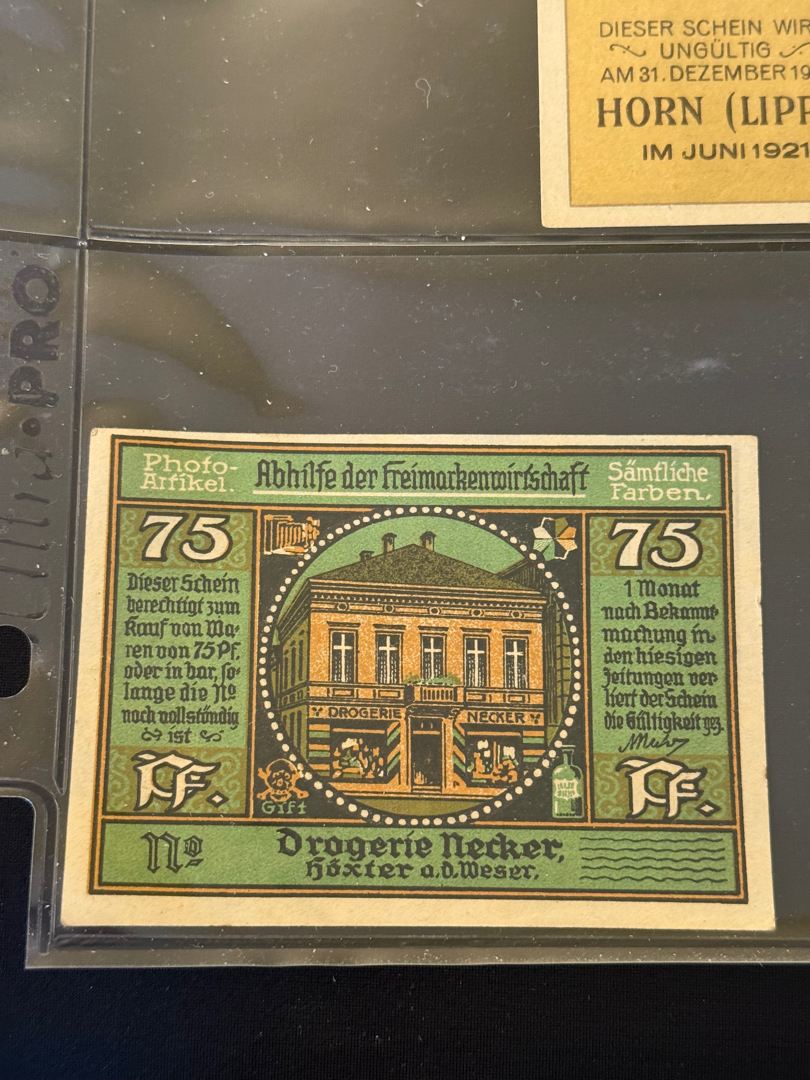 DIESER SCHEIN
UNGÜLTIG
AM 31. DEZEMBER
HORN
IM JUNI 1921
Ultra·PRO
Photo-
Artikel.
Abhilfe der Freimarkenwirtschaft
Sämtliche
Farben.
75
75
Dieser Schein
berechtigt zum
Kauf von Wa-
ren von 75 Pf.
oder in bar, so-
lange die No
noch vollständig
ist
1 Monat
nach Bekannt-
machung in
den hiesigen
Zeitungen ver
liert der Schein
die Gültigkeit gez.
DROGERIE NECKER
GIFT
Pf.
Pf.
No
Drogerie Necker,
Höxter a.d. Weser.